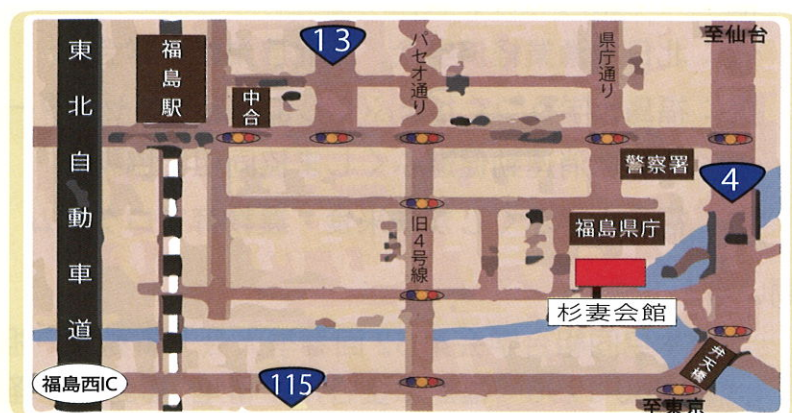 東北自動車道
福島駅
13
中合
パセオ通り
県庁通り
至仙台
警察署
4
旧4号線
福島県庁
杉妻会館
弁天橋
福島西IC
115
至東京